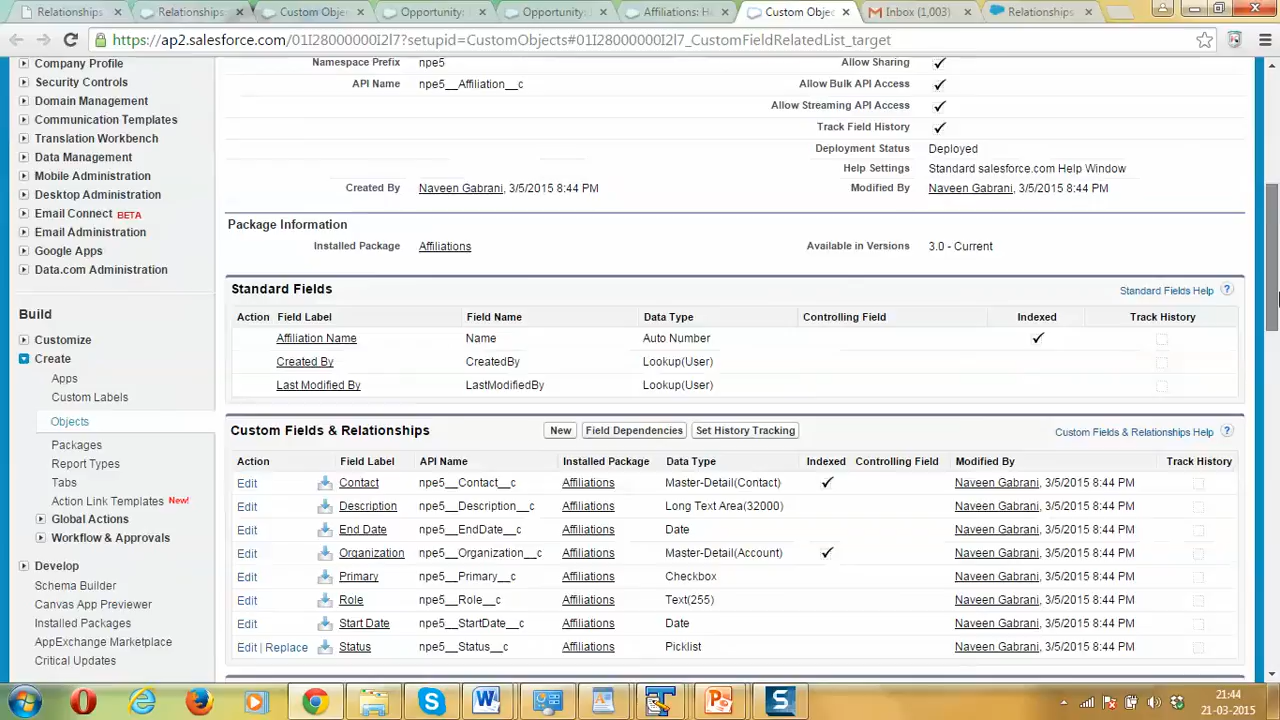 Relationships
Relationships
Custom Obje
Opportunity:
Opportunity:
Affiliations: H
Custom Objec
Inbox (1,003)
Relationships
https://ap2.salesforce.com/01I28000000I2l7?setupid=CustomObjects#01I28000000I2l7_CustomFieldRelatedList_target
Company Profile
Security Controls
Domain Management
Communication Templates
Translation Workbench
Data Management
Mobile Administration
Desktop Administration
Email Connect BETA
Email Administration
Google Apps
Data.com Administration
Build
Customize
Create
Apps
Custom Labels
Objects
Packages
Report Types
Tabs
Action Link Templates New!
Global Actions
Workflow & Approvals
Develop
Schema Builder
Canvas App Previewer
Installed Packages
AppExchange Marketplace
Critical Updates
Namespace Prefix npe5 Allow Sharing
API Name npe5__Affiliation__c Allow Bulk API Access
Allow Streaming API Access
Track Field History
Deployment Status Deployed
Help Settings Standard salesforce.com Help Window
Created By Naveen Gabrani, 3/5/2015 8:44 PM Modified By Naveen Gabrani, 3/5/2015 8:44 PM
Package Information
Installed Package Affiliations Available in Versions 3.0 - Current
Standard Fields Standard Fields Help ?
Action Field Label Field Name Data Type Controlling Field Indexed Track History
Affiliation Name Name Auto Number
Created By CreatedBy Lookup(User)
Last Modified By LastModifiedBy Lookup(User)
Custom Fields & Relationships New Field Dependencies Set History Tracking Custom Fields & Relationships Help ?
Action Field Label API Name Installed Package Data Type Indexed Controlling Field Modified By Track History
Edit Contact npe5__Contact__c Affiliations Master-Detail(Contact) Naveen Gabrani, 3/5/2015 8:44 PM
Edit Description npe5__Description__c Affiliations Long Text Area(32000) Naveen Gabrani, 3/5/2015 8:44 PM
Edit End Date npe5__EndDate__c Affiliations Date Naveen Gabrani, 3/5/2015 8:44 PM
Edit Organization npe5__Organization__c Affiliations Master-Detail(Account) Naveen Gabrani, 3/5/2015 8:44 PM
Edit Primary npe5__Primary__c Affiliations Checkbox Naveen Gabrani, 3/5/2015 8:44 PM
Edit Role npe5__Role__c Affiliations Text(255) Naveen Gabrani, 3/5/2015 8:44 PM
Edit Start Date npe5__StartDate__c Affiliations Date Naveen Gabrani, 3/5/2015 8:44 PM
Edit | Replace Status npe5__Status__c Affiliations Picklist Naveen Gabrani, 3/5/2015 8:44 PM
21:44
21-03-2015